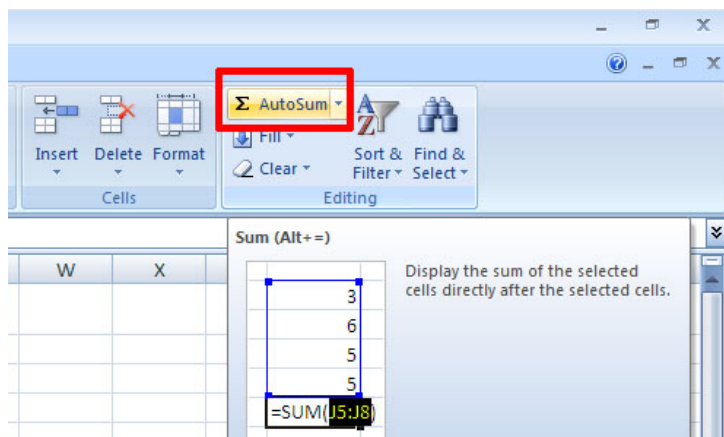 Σ AutoSum
Fill
Clear
Insert Delete Format
Sort & Filter
Find & Select
Cells
Editing
Sum (Alt+=)
W X
Display the sum of the selected
cells directly after the selected cells.
3
6
5
5
=SUM(J5:J8)